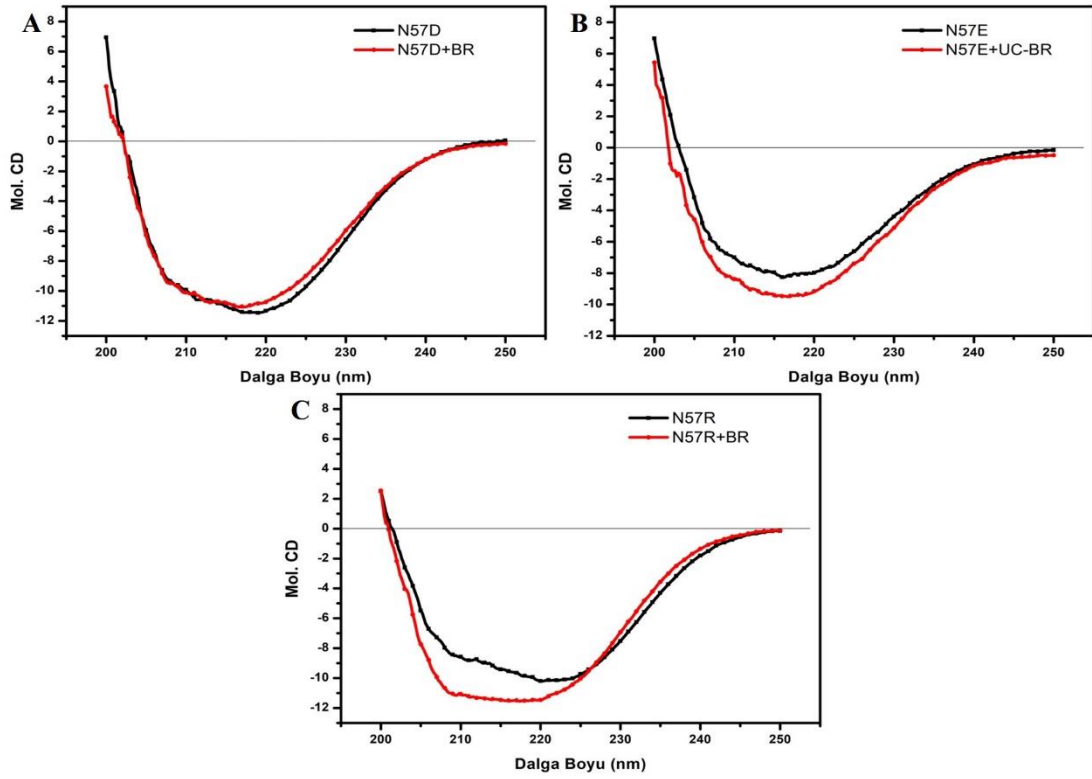 A
N57D
N57D+BR
8
6
4
2
0
-2
-4
-6
-8
-10
-12
Mol. CD
200 210 220 230 240 250
Dalga Boyu (nm)
B
N57E
N57E+UC-BR
8
6
4
2
0
-2
-4
-6
-8
-10
-12
Mol. CD
200 210 220 230 240 250
Dalga Boyu (nm)
C
N57R
N57R+BR
8
6
4
2
0
-2
-4
-6
-8
-10
-12
Mol. CD
200 210 220 230 240 250
Dalga Boyu (nm)